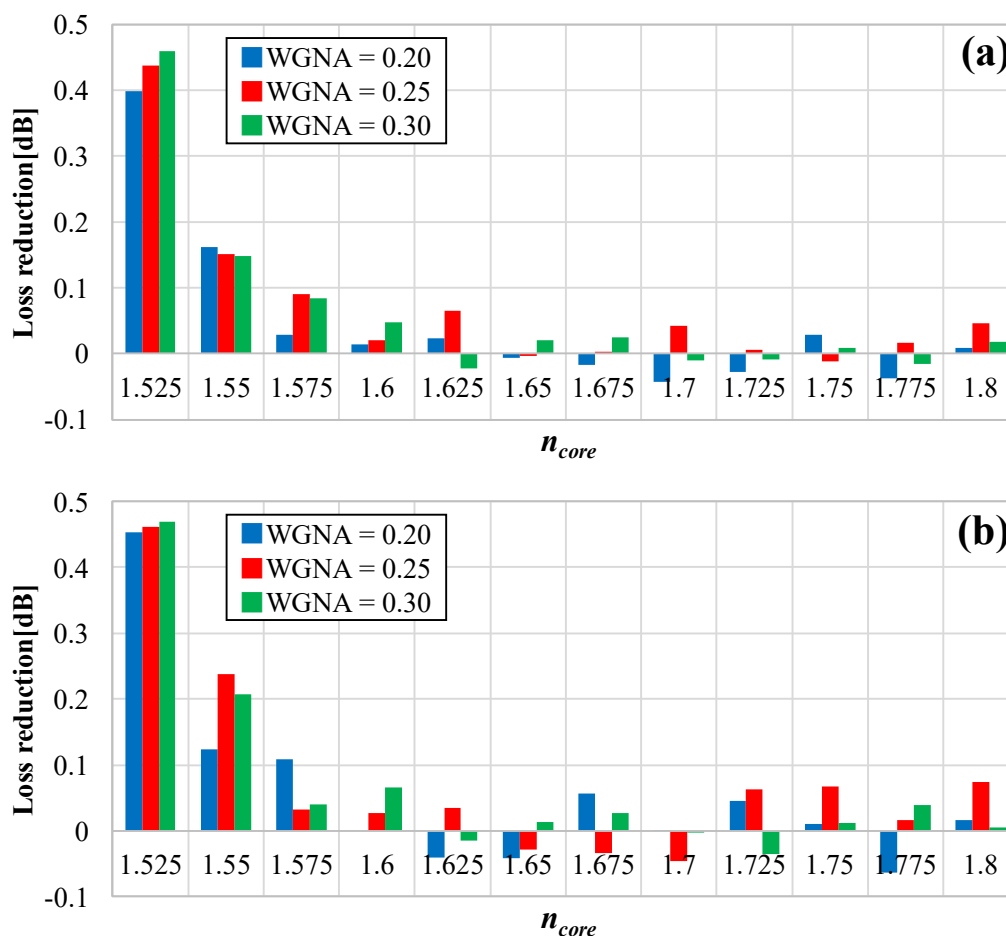 (a)
0.5
0.4
0.3
0.2
0.1
0
-0.1
Loss reduction[dB]
WGNA = 0.20
WGNA = 0.25
WGNA = 0.30
1.525 1.55 1.575 1.6 1.625 1.65 1.675 1.7 1.725 1.75 1.775 1.8
n_core
(b)
0.5
0.4
0.3
0.2
0.1
0
-0.1
Loss reduction[dB]
WGNA = 0.20
WGNA = 0.25
WGNA = 0.30
1.525 1.55 1.575 1.6 1.625 1.65 1.675 1.7 1.725 1.75 1.775 1.8
n_core